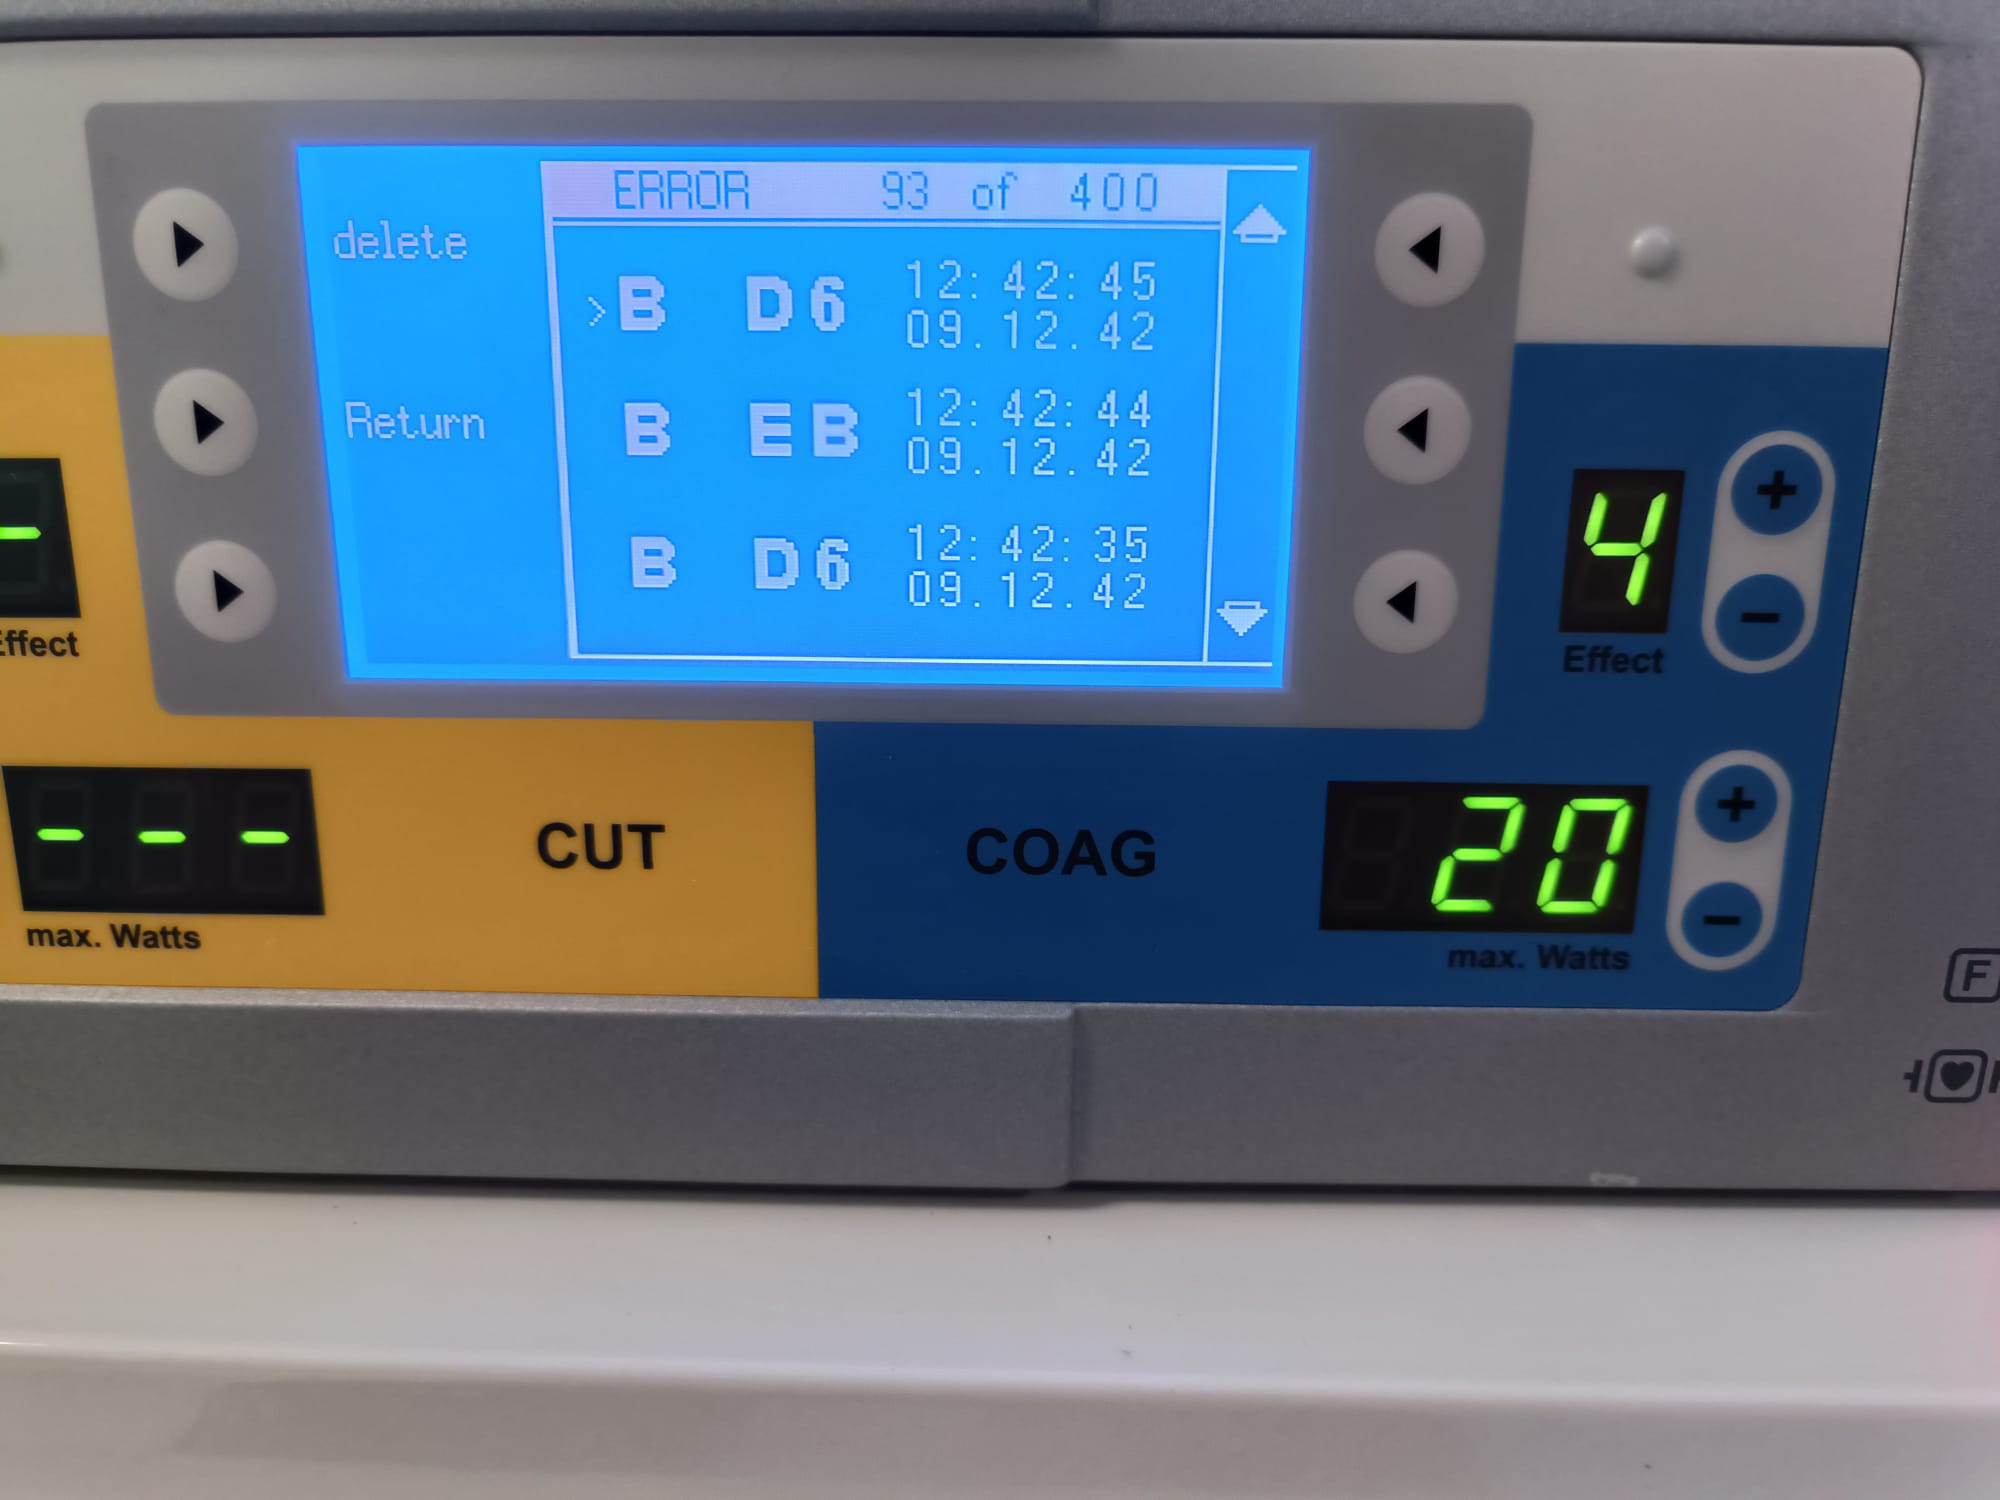 ERROR 93 of 400
delete
>B D6 12:42:45
09.12.42
Return
B EB 12:42:44
09.12.42
B D6 12:42:35
09.12.42
-
Effect
4
Effect
---
max. Watts
CUT
COAG
20
max. Watts
+
-
+
-
F